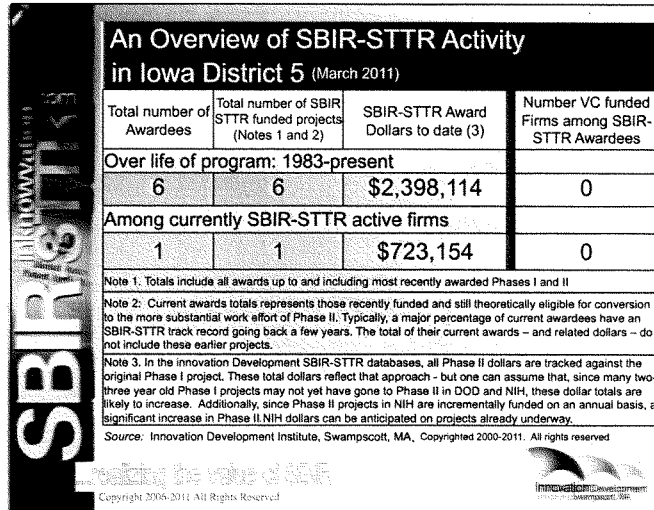 An Overview of SBIR-STTR Activity
in Iowa District 5 (March 2011)
Total number of
Awardees
Total number of SBIR
STTR funded projects
(Notes 1 and 2)
SBIR-STTR Award
Dollars to date (3)
Number VC funded
Firms among SBIR-
STTR Awardees
Over life of program: 1983-present
6 6 $2,398,114 0
Among currently SBIR-STTR active firms
1 1 $723,154 0
Note 1. Totals include all awards up to and including most recently awarded Phases I and II
Note 2: Current awards totals represents those recently funded and still theoretically eligible for conversion
to the more substantial work effort of Phase II. Typically, a major percentage of current awardees have an
SBIR-STTR track record going back a few years. The total of their current awards – and related dollars – do
not include these earlier projects.
Note 3. In the innovation Development SBIR-STTR databases, all Phase II dollars are tracked against the
original Phase I project. These total dollars reflect that approach - but one can assume that, since many two-
three year old Phase I projects may not yet have gone to Phase II in DOD and NIH, these dollar totals are
likely to increase. Additionally, since Phase II projects in NIH are incrementally funded on an annual basis, a
significant increase in Phase II NIH dollars can be anticipated on projects already underway.
Source: Innovation Development Institute, Swampscott, MA, Copyrighted 2000-2011. All rights reserved
SBIR
inknowvation
the value of SBIR
Copyright 2006-2011 All Rights Reserved
Innovation Development
Swampscott, MA